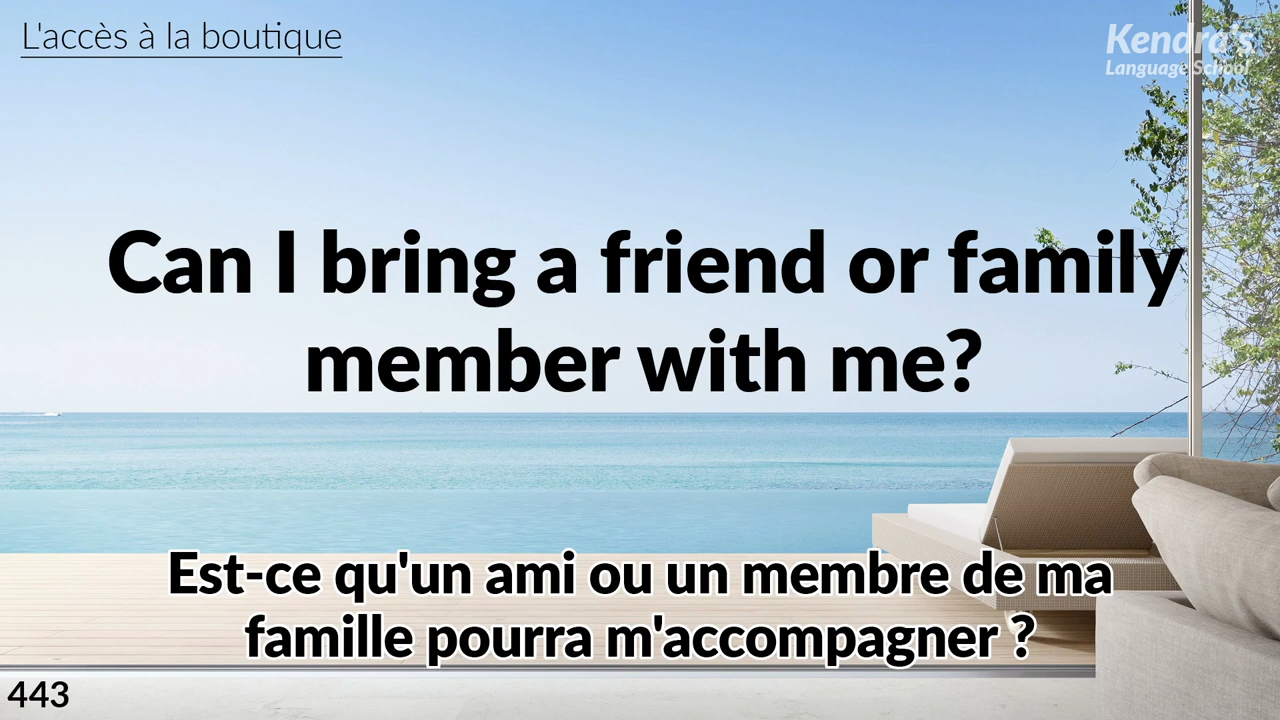 L'accès à la boutique
Kendra's
Language School
Can I bring a friend or family
member with me?
Est-ce qu'un ami ou un membre de ma
famille pourra m'accompagner ?
443